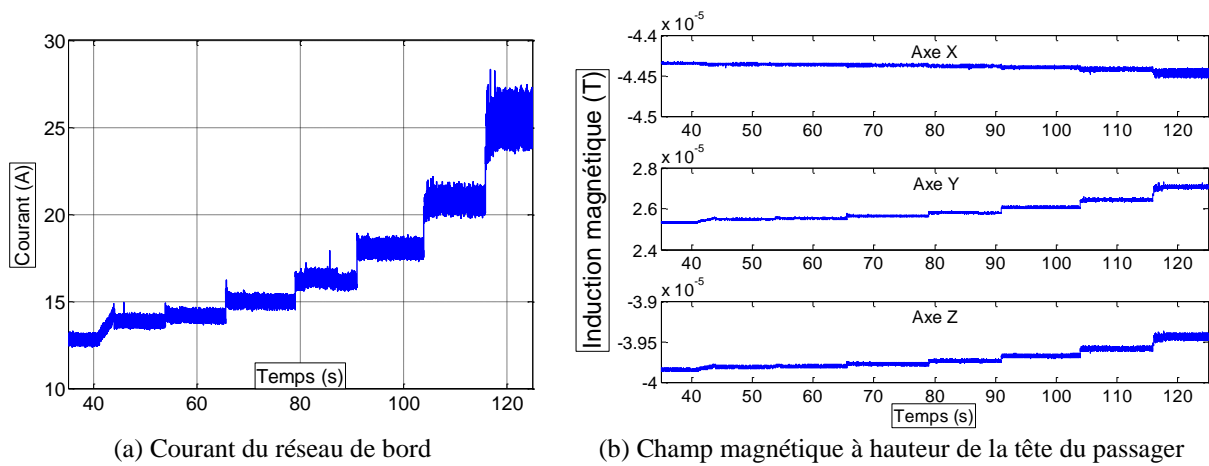 30
25
20
15
10
Courant (A)
40 60 80 100 120
Temps (s)
(a) Courant du réseau de bord
Induction magnétique (T)
x 10^-5
-4.4
-4.45
-4.5
Axe X
40 50 60 70 80 90 100 110 120
x 10^-5
2.8
2.6
2.4
Axe Y
40 50 60 70 80 90 100 110 120
x 10^-5
-3.9
-3.95
-4
Axe Z
40 50 60 70 80 90 100 110 120
Temps (s)
(b) Champ magnétique à hauteur de la tête du passager